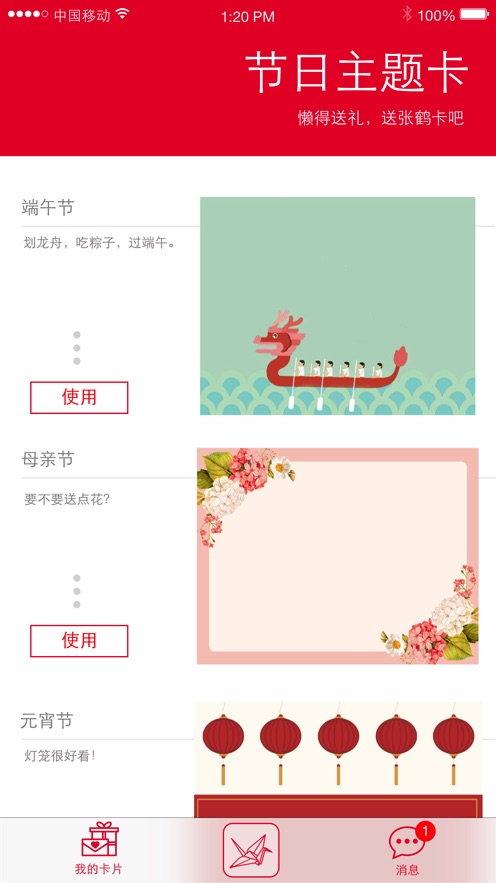 中国移动 1:20 PM 100%
节日主题卡
懒得送礼，送张鹤卡吧
端午节
划龙舟，吃粽子，过端午。
使用
母亲节
要不要送点花？
使用
元宵节
灯笼很好看！
1
我的卡片 消息